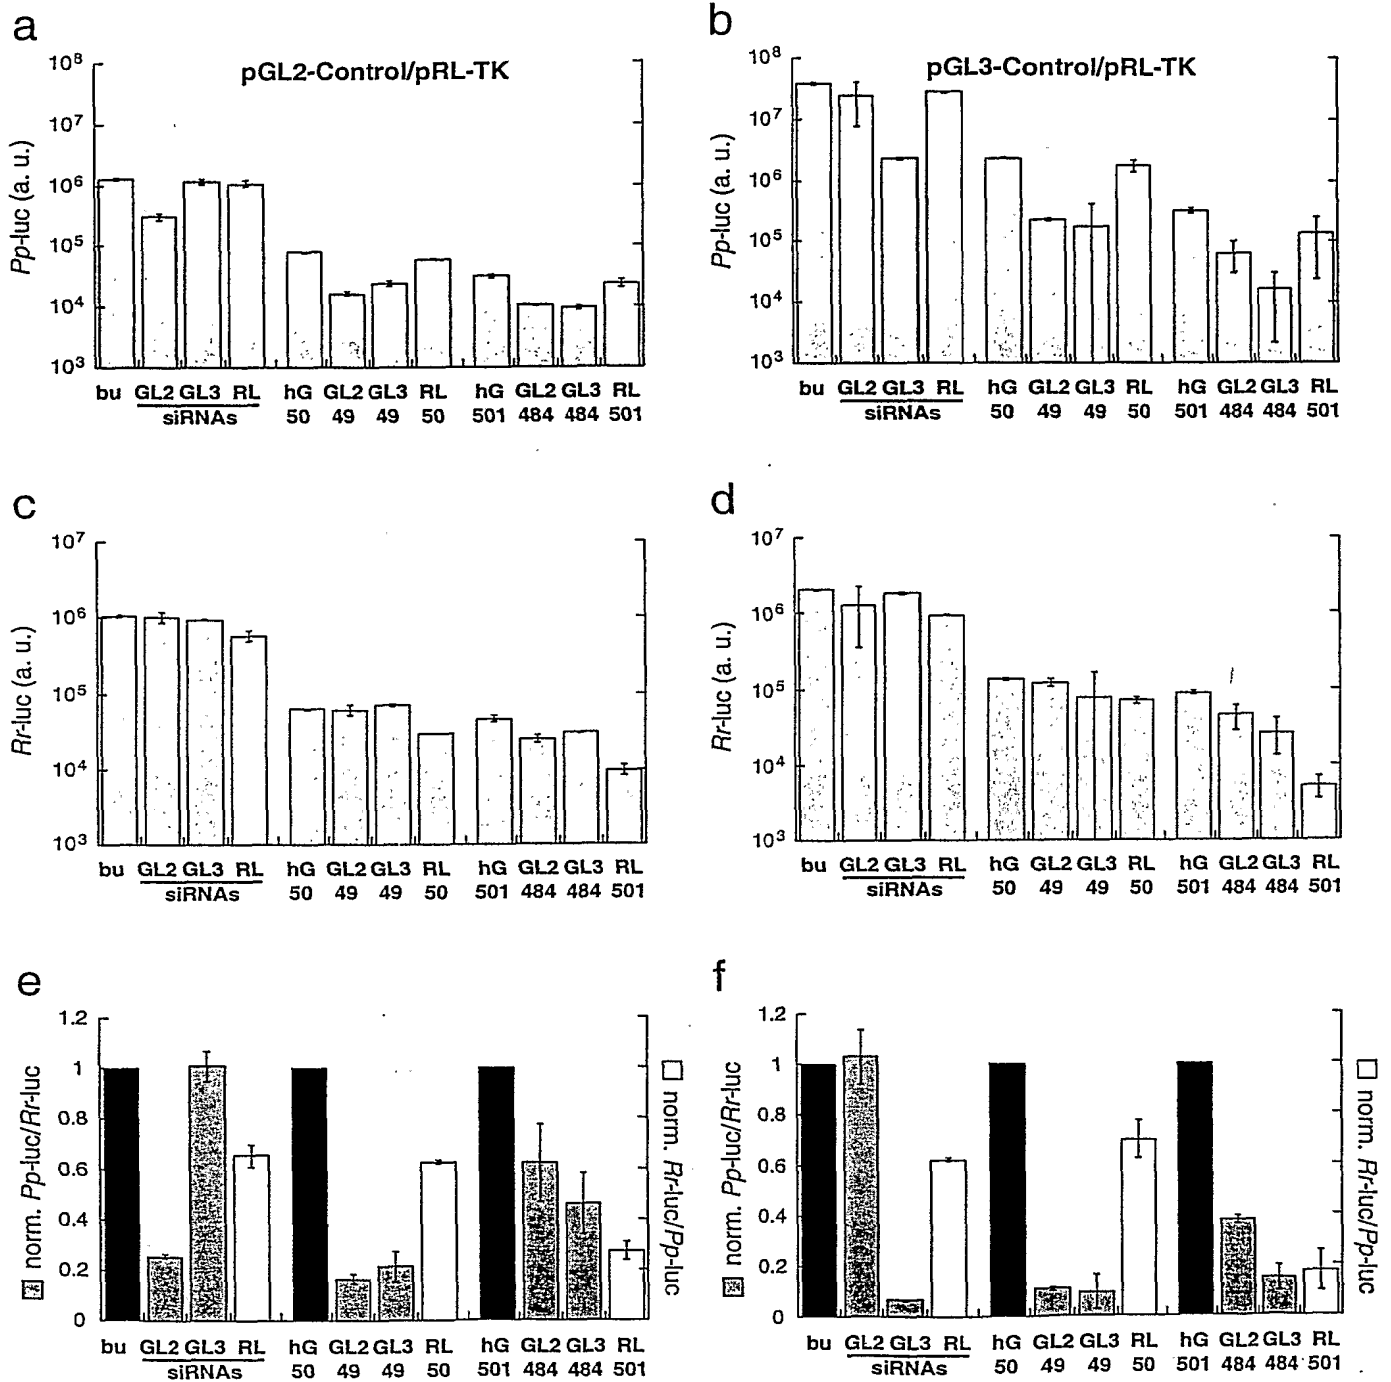 a
pGL2-Control/pRL-TK
Pp-luc (a. u.)
10⁸
10⁷
10⁶
10⁵
10⁴
10³
bu GL2 GL3 RL hG GL2 GL3 RL hG GL2 GL3 RL
siRNAs 50 49 49 50 501 484 484 501
b
pGL3-Control/pRL-TK
Pp-luc (a. u.)
10⁸
10⁷
10⁶
10⁵
10⁴
10³
bu GL2 GL3 RL hG GL2 GL3 RL hG GL2 GL3 RL
siRNAs 50 49 49 50 501 484 484 501
c
Rr-luc (a. u.)
10⁷
10⁶
10⁵
10⁴
10³
bu GL2 GL3 RL hG GL2 GL3 RL hG GL2 GL3 RL
siRNAs 50 49 49 50 501 484 484 501
d
Rr-luc (a. u.)
10⁷
10⁶
10⁵
10⁴
10³
bu GL2 GL3 RL hG GL2 GL3 RL hG GL2 GL3 RL
siRNAs 50 49 49 50 501 484 484 501
e
norm. Pp-luc/Rr-luc
1.2
1
0.8
0.6
0.4
0.2
0
norm. Rr-luc/Pp-luc
bu GL2 GL3 RL hG GL2 GL3 RL hG GL2 GL3 RL
siRNAs 50 49 49 50 501 484 484 501
f
norm. Pp-luc/Rr-luc
1.2
1
0.8
0.6
0.4
0.2
0
norm. Rr-luc/Pp-luc
bu GL2 GL3 RL hG GL2 GL3 RL hG GL2 GL3 RL
siRNAs 50 49 49 50 501 484 484 501